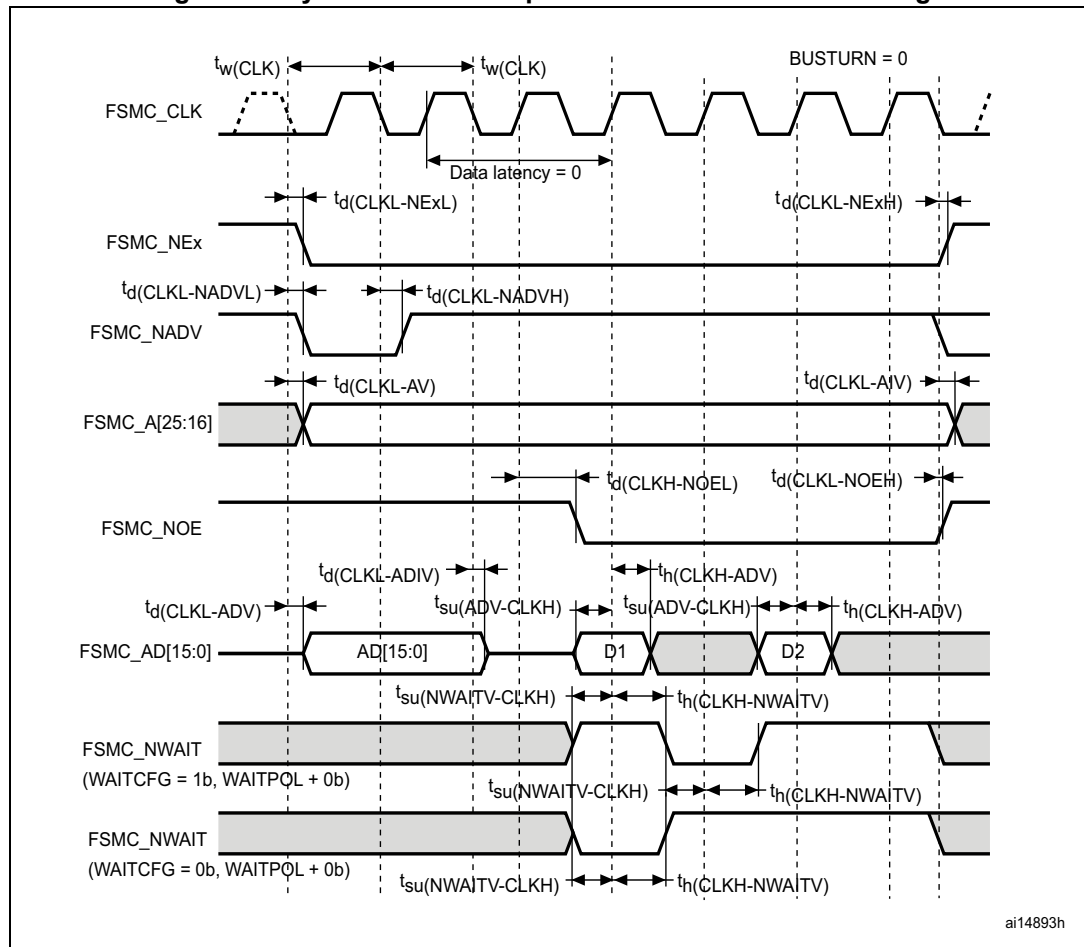 tw(CLK) tw(CLK) BUSTURN = 0
FSMC_CLK
Data latency = 0
td(CLKL-NExL) td(CLKL-NExH)
FSMC_NEx
td(CLKL-NADVL) td(CLKL-NADVH)
FSMC_NADV
td(CLKL-AV) td(CLKL-AIV)
FSMC_A[25:16]
td(CLKH-NOEL) td(CLKL-NOEH)
FSMC_NOE
td(CLKL-ADIV) th(CLKH-ADV)
td(CLKL-ADV) tsu(ADV-CLKH) tsu(ADV-CLKH) th(CLKH-ADV)
FSMC_AD[15:0] AD[15:0] D1 D2
tsu(NWAITV-CLKH) th(CLKH-NWAITV)
FSMC_NWAIT
(WAITCFG = 1b, WAITPOL + 0b)
tsu(NWAITV-CLKH) th(CLKH-NWAITV)
FSMC_NWAIT
(WAITCFG = 0b, WAITPOL + 0b)
tsu(NWAITV-CLKH) th(CLKH-NWAITV)
ai14893h